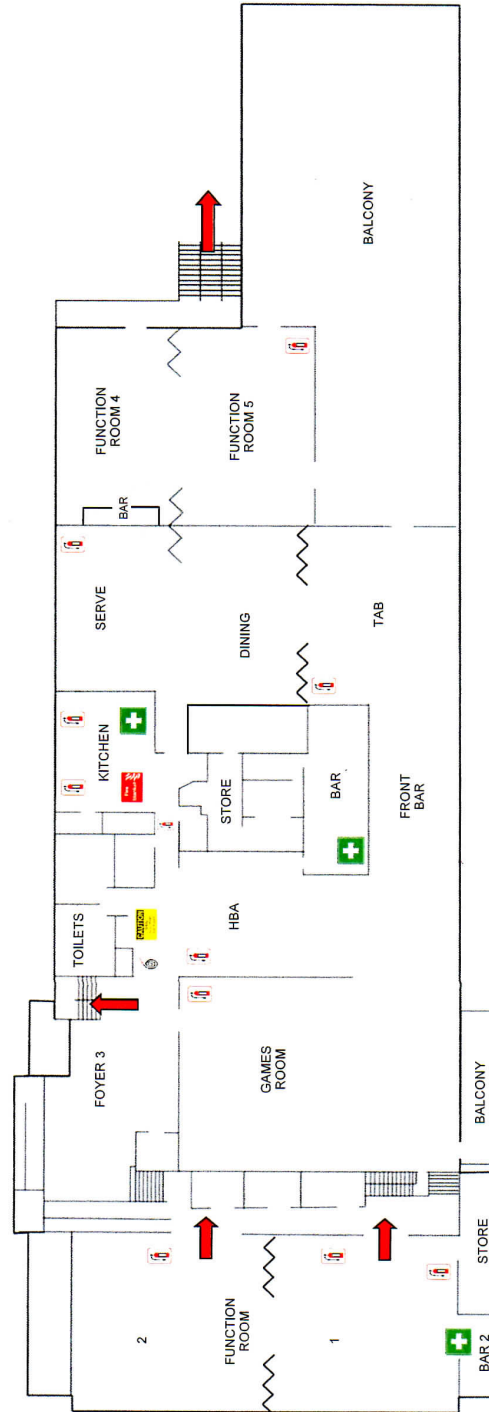 FUNCTION
ROOM 4
BAR
FUNCTION
ROOM 5
BALCONY
SERVE
DINING
TAB
KITCHEN
STORE
BAR
FRONT
BAR
TOILETS
CAUTION
HBA
FOYER 3
GAMES
ROOM
BALCONY
2
FUNCTION
ROOM
1
STORE
BAR 2